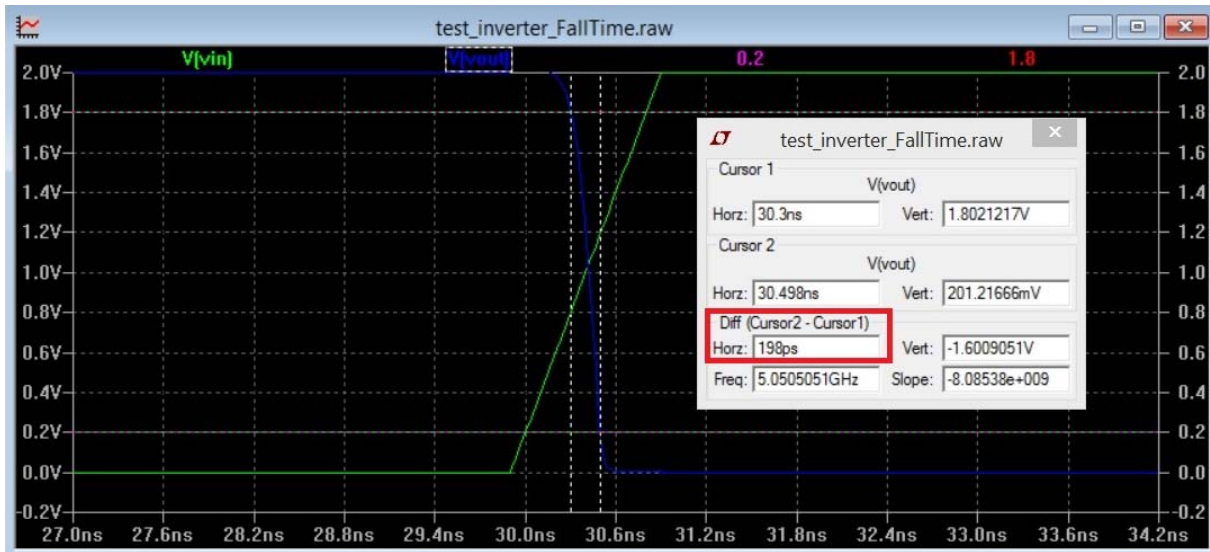 test_inverter_FallTime.raw
V(vin) V(vout) 0.2 1.8
2.0V 2.0
1.8V 1.8
1.6V 1.6
1.4V 1.4
1.2V 1.2
1.0V 1.0
0.8V 0.8
0.6V 0.6
0.4V 0.4
0.2V 0.2
0.0V 0.0
-0.2V -0.2
27.0ns 27.6ns 28.2ns 28.8ns 29.4ns 30.0ns 30.6ns 31.2ns 31.8ns 32.4ns 33.0ns 33.6ns 34.2ns
test_inverter_FallTime.raw
Cursor 1
V(vout)
Horz: 30.3ns Vert: 1.8021217V
Cursor 2
V(vout)
Horz: 30.498ns Vert: 201.21666mV
Diff (Cursor2 - Cursor1)
Horz: 198ps Vert: -1.6009051V
Freq: 5.0505051GHz Slope: -8.08538e+009